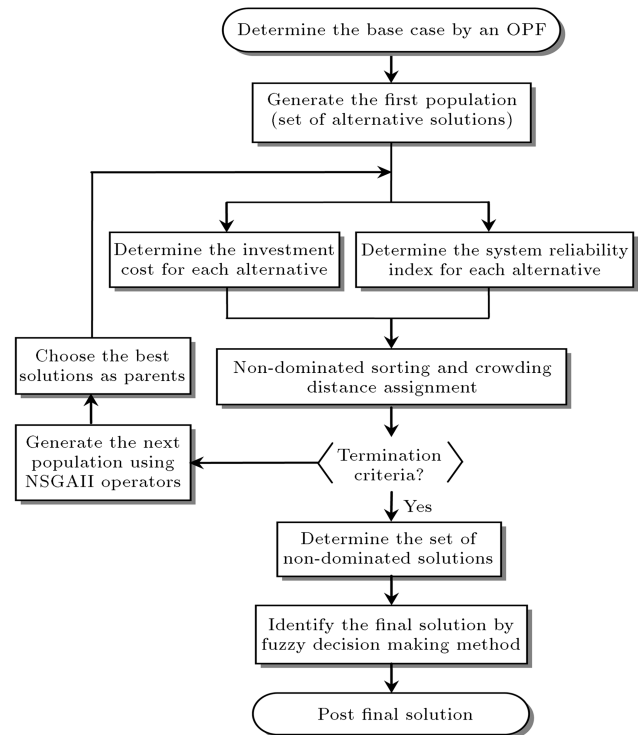 Determine the base case by an OPF
Generate the first population
(set of alternative solutions)
Determine the investment
cost for each alternative
Determine the system reliability
index for each alternative
Choose the best
solutions as parents
Non-dominated sorting and crowding
distance assignment
Generate the next
population using
NSGAII operators
Termination
criteria?
Yes
Determine the set of
non-dominated solutions
Identify the final solution by
fuzzy decision making method
Post final solution